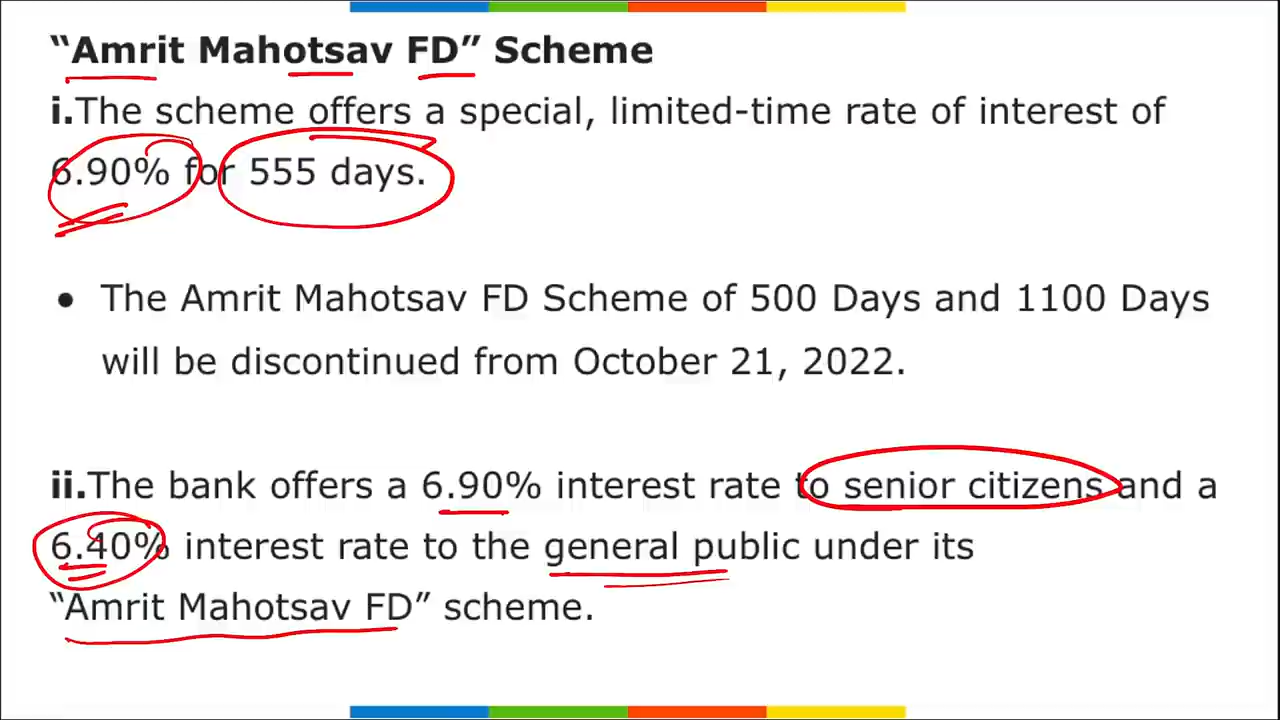 “Amrit Mahotsav FD” Scheme
i.The scheme offers a special, limited-time rate of interest of
6.90% for 555 days.
• The Amrit Mahotsav FD Scheme of 500 Days and 1100 Days
will be discontinued from October 21, 2022.
ii.The bank offers a 6.90% interest rate to senior citizens and a
6.40% interest rate to the general public under its
“Amrit Mahotsav FD” scheme.